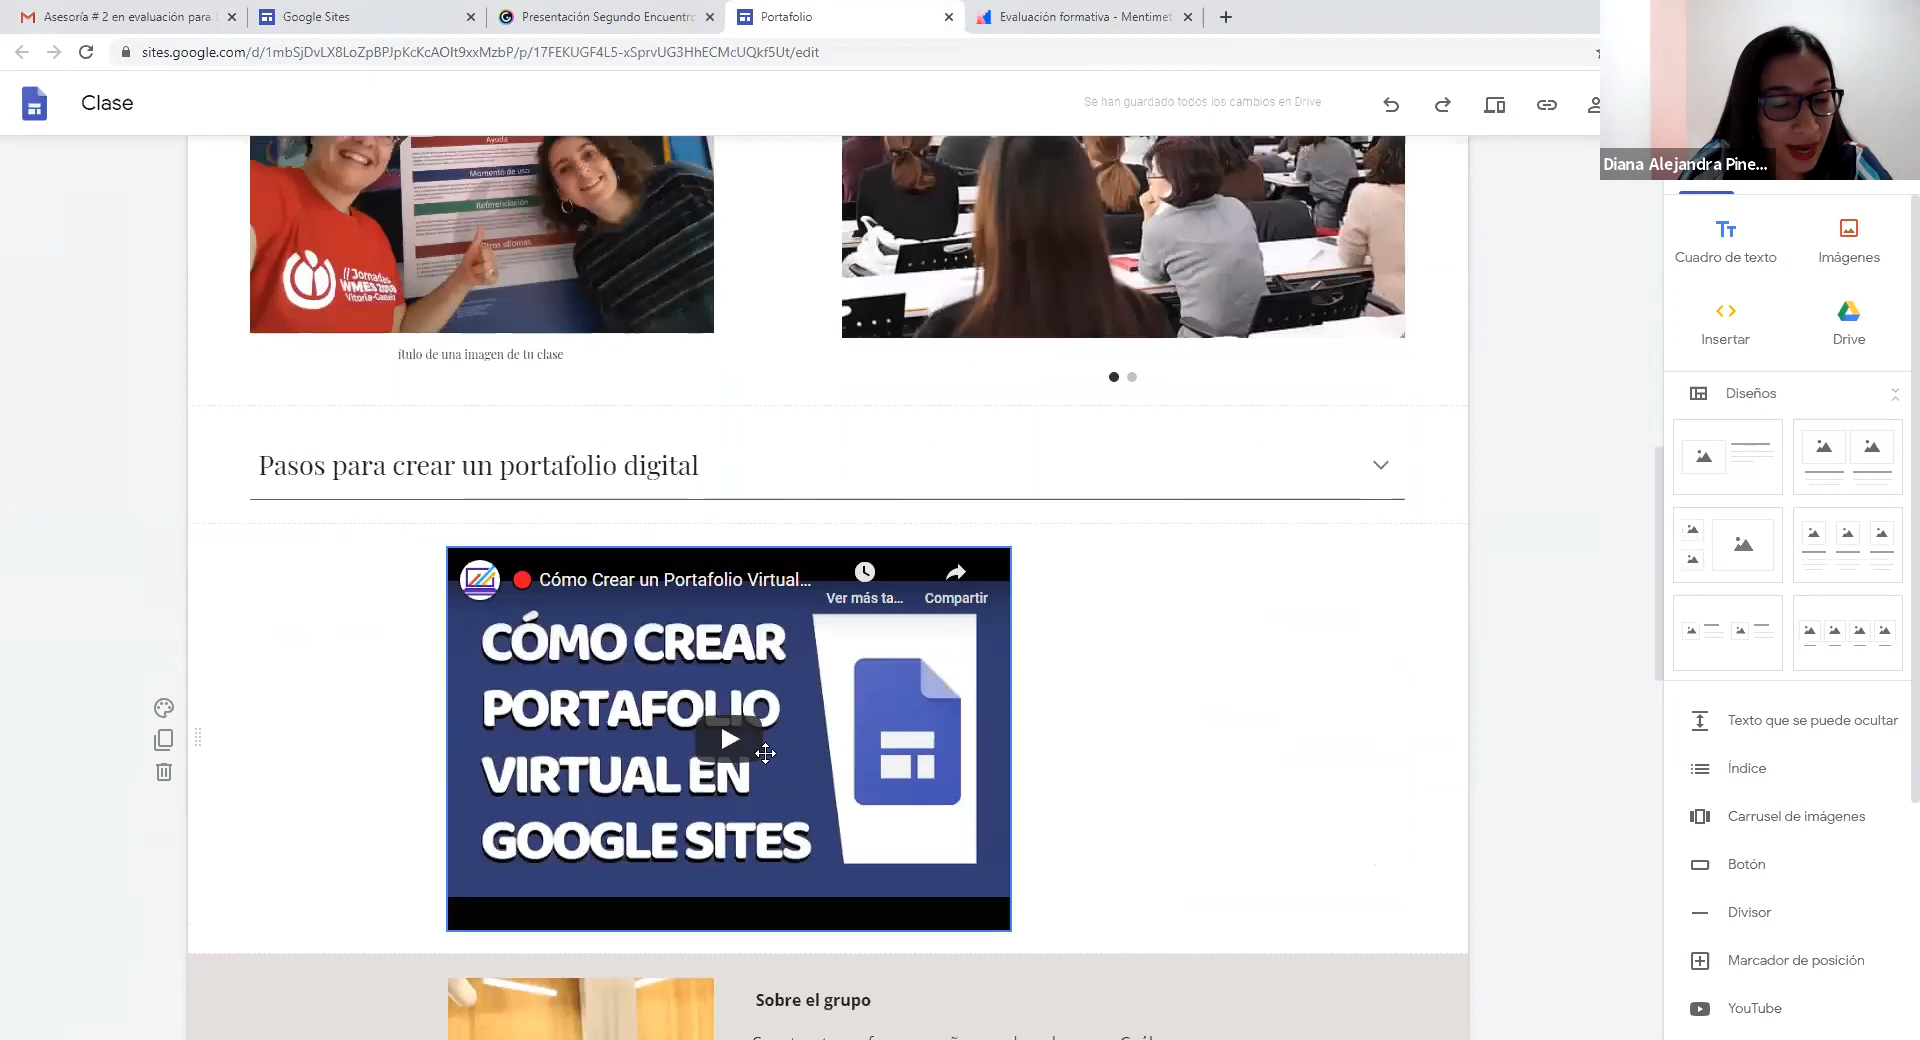 Asesoría # 2 en evaluación para
Google Sites
Presentación Segundo Encuentro
Portafolio
Evaluación formativa - Mentimet
sites.google.com/d/1mbSjDvLX8LoZpBPJpKcKcAOIt9xxMzbP/p/17FEKUGF4L5-xSprvUG3HhECMcUQkf5Ut/edit
Clase
Se han guardado todos los cambios en Drive
Diana Alejandra Pine...
Ayuda
Momento de uso
Referenciación
Otros idiomas
// Jornadas
WMES
Vitoria-Gasteiz
ítulo de una imagen de tu clase
Pasos para crear un portafolio digital
Cómo Crear un Portafolio Virtual...
Ver más ta...
Compartir
CÓMO CREAR
PORTAFOLIO
VIRTUAL EN
GOOGLE SITES
Sobre el grupo
Cuadro de texto
Imágenes
Insertar
Drive
Diseños
Texto que se puede ocultar
Índice
Carrusel de imágenes
Botón
Divisor
Marcador de posición
YouTube